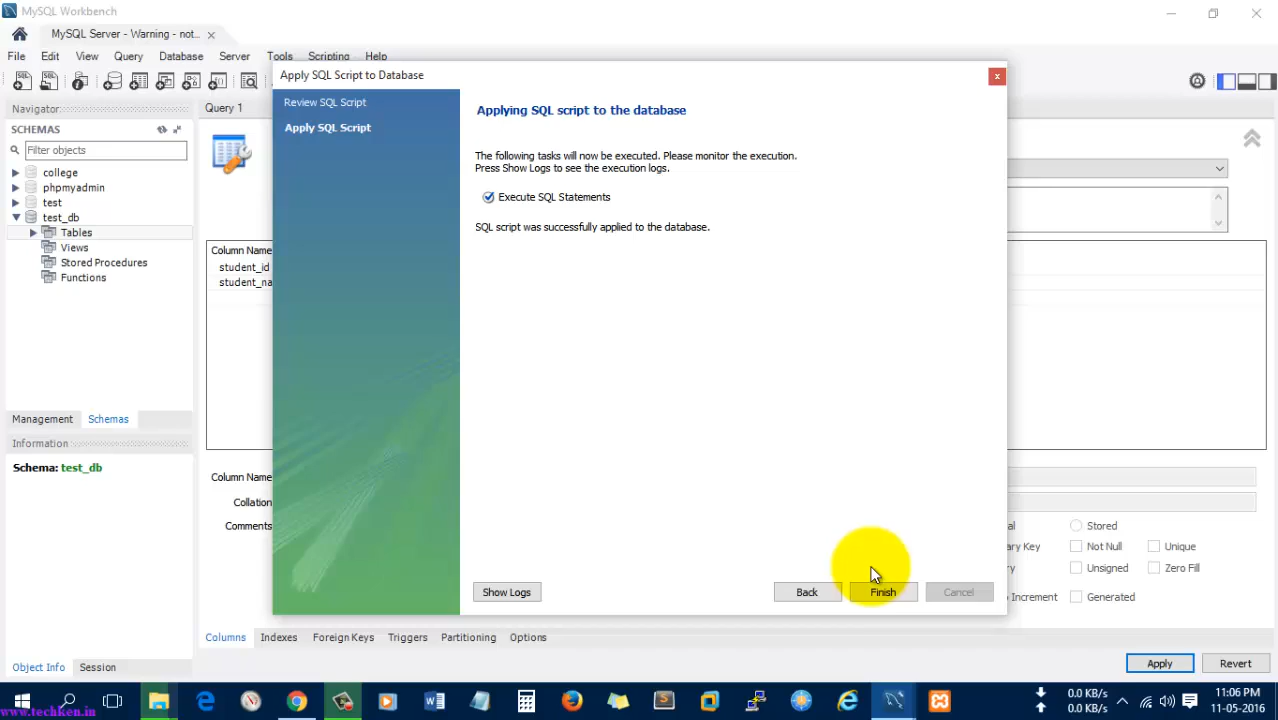 MySQL Workbench
MySQL Server - Warning - not...
File Edit View Query Database Server Tools Scripting Help
Navigator:
SCHEMAS
Filter objects
college
phpmyadmin
test
test_db
Tables
Views
Stored Procedures
Functions
Management Schemas
Information
Schema: test_db
Object Info Session
Query 1
Column Name
student_id
student_na
Column Name
Collation
Comments
Apply SQL Script to Database
Review SQL Script
Apply SQL Script
Applying SQL script to the database
The following tasks will now be executed. Please monitor the execution.
Press Show Logs to see the execution logs.
Execute SQL Statements
SQL script was successfully applied to the database.
Show Logs Back Finish Cancel
al Stored
ary Key Not Null Unique
ry Unsigned Zero Fill
o Increment Generated
Columns Indexes Foreign Keys Triggers Partitioning Options
Apply Revert
0.0 KB/s
0.0 KB/s
11:06 PM
11-05-2016
www.techken.in